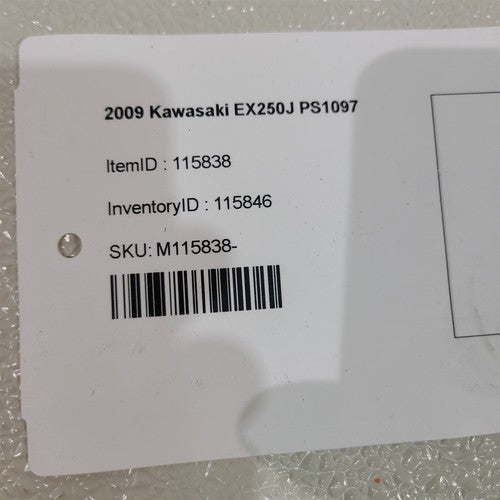 2009 Kawasaki EX250J PS1097
ItemID : 115838
InventoryID : 115846
SKU: M115838-